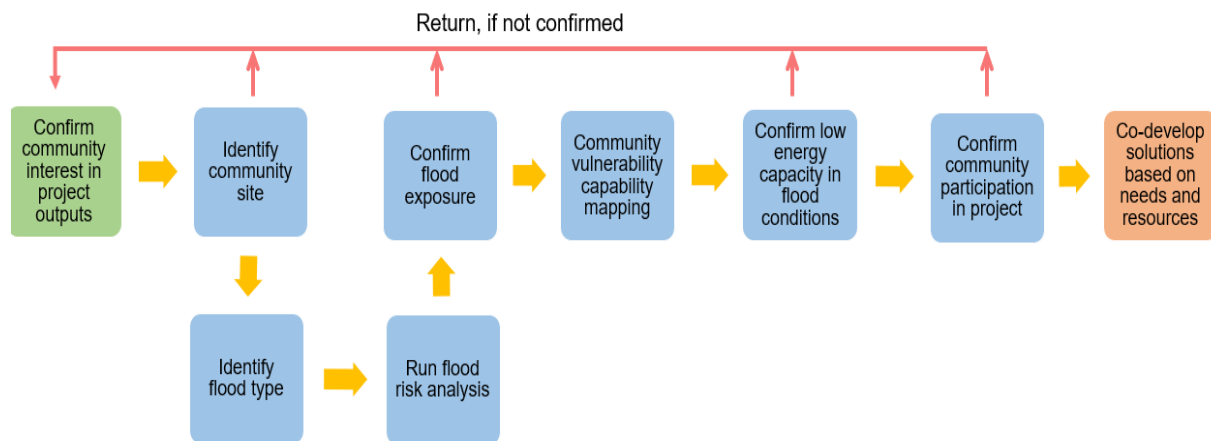 Return, if not confirmed
Confirm
community
interest in
project
outputs
Identify
community
site
Confirm
flood
exposure
Community
vulnerability
capability
mapping
Confirm low
energy
capacity in
flood
conditions
Confirm
community
participation
in project
Co-develop
solutions
based on
needs and
resources
Identify
flood type
Run flood
risk analysis